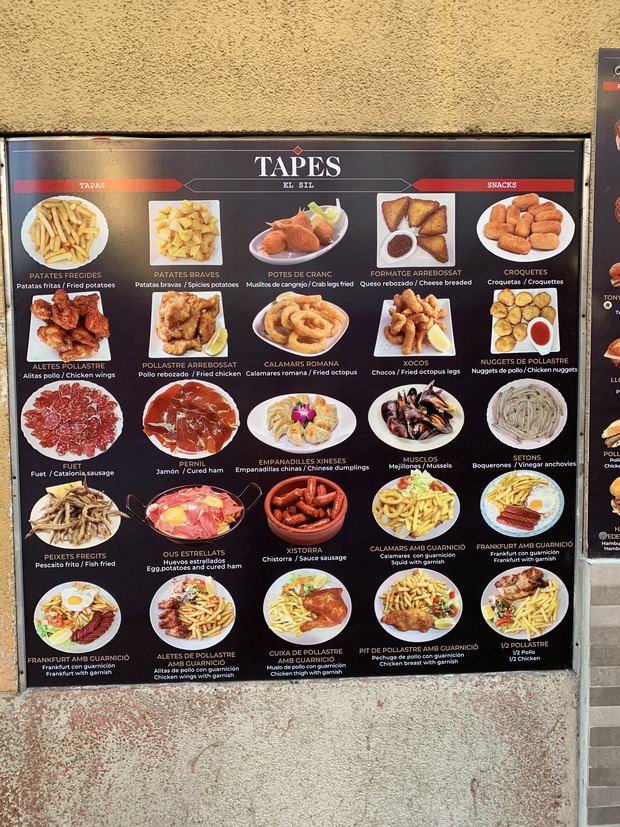 TAPES
TAPAS
EL SIL
SNACKS
PATATES FREGIDES
Patatas fritas / Fried potatoes
PATATES BRAVES
Patatas bravas / Spicies potatoes
POTES DE CRANC
Muslitos de cangrejo / Crab legs fried
FORMATGE ARREBOSSAT
Queso rebozado / Cheese breaded
CROQUETES
Croquetas / Croquettes
ALETES POLLASTRE
Alitas pollo / Chicken wings
POLLASTRE ARREBOSSAT
Pollo rebozado / Fried chicken
CALAMARS ROMANA
Calamares romana / Fried octopus
XOCOS
Chocos / Fried octopus legs
NUGGETS DE POLLASTRE
Nuggets de pollo / Chicken nuggets
FUET
Fuet / Catalonia sausage
PERNIL
Jamón / Cured ham
EMPANADILLES XINESES
Empanadillas chinas / Chinese dumplings
MUSCLOS
Mejillones / Mussels
SETONS
Boquerones / Vinegar anchovies
PEIXETS FREGITS
Pescaito frito / Fish fried
OUS ESTRELLATS
Huevos estrellados
Egg,potatoes and cured ham
XISTORRA
Chistorra / Sauce sausage
CALAMARS AMB GUARNICIÓ
Calamares con guarnición
Squid with garnish
FRANKFURT AMB GUARNICIÓ
Frankfurt con guarnición
Frankfurt with garnish
FRANKFURT AMB GUARNICIÓ
Frankfurt con guarnición
Frankfurt with garnish
ALETES DE POLLASTRE
AMB GUARNICIÓ
Alitas de pollo con guarnición
Chicken wings with garnish
CUIXA DE POLLASTRE
AMB GUARNICIÓ
Muslo de pollo con guarnición
Chicken thigh with garnish
PIT DE POLLASTRE AMB GUARNICIÓ
Pechuga de pollo con guarnición
Chicken breast with garnish
1/2 POLLASTRE
1/2 Pollo
1/2 Chicken